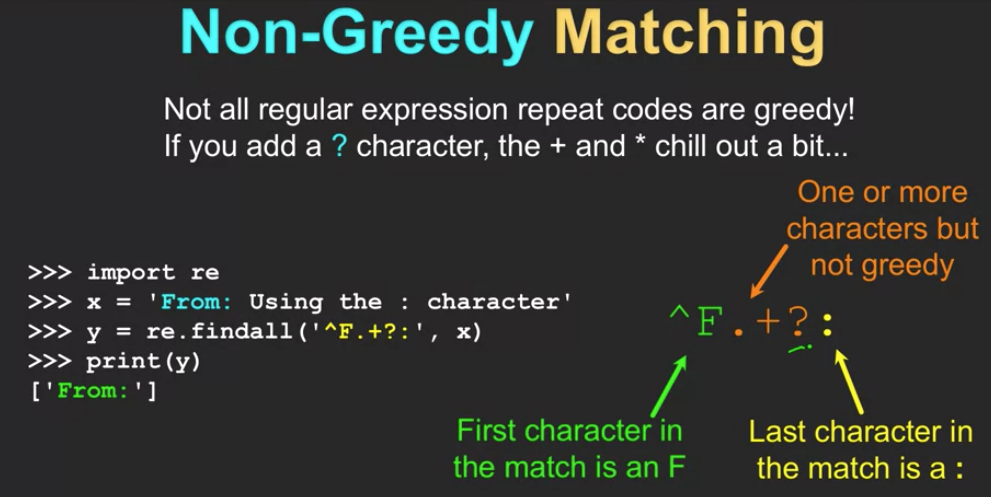 Non-Greedy Matching
Not all regular expression repeat codes are greedy!
If you add a ? character, the + and * chill out a bit...
One or more
characters but
not greedy
>>> import re
>>> x = 'From: Using the : character'
>>> y = re.findall('^F.+?:', x)
>>> print(y)
['From:']
^F.+?:
First character in
the match is an F
Last character in
the match is a :